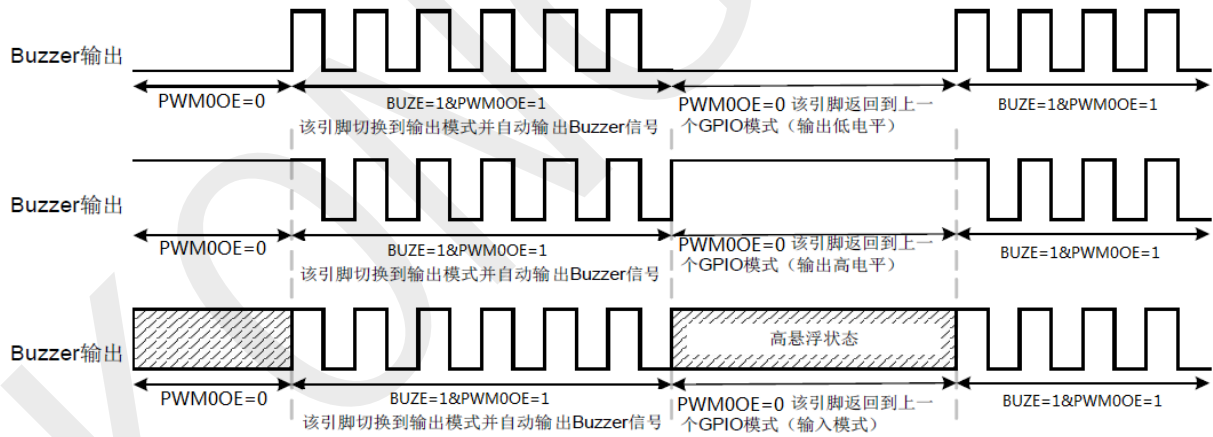 Buzzer输出
PWM0OE=0
BUZE=1&PWM0OE=1
该引脚切换到输出模式并自动输出Buzzer信号
PWM0OE=0 该引脚返回到上一
个GPIO模式（输出低电平）
BUZE=1&PWM0OE=1
Buzzer输出
PWM0OE=0
BUZE=1&PWM0OE=1
该引脚切换到输出模式并自动输出Buzzer信号
PWM0OE=0 该引脚返回到上一
个GPIO模式（输出高电平）
BUZE=1&PWM0OE=1
Buzzer输出
高悬浮状态
PWM0OE=0
BUZE=1&PWM0OE=1
该引脚切换到输出模式并自动输出Buzzer信号
PWM0OE=0 该引脚返回到上一
个GPIO模式（输入模式）
BUZE=1&PWM0OE=1